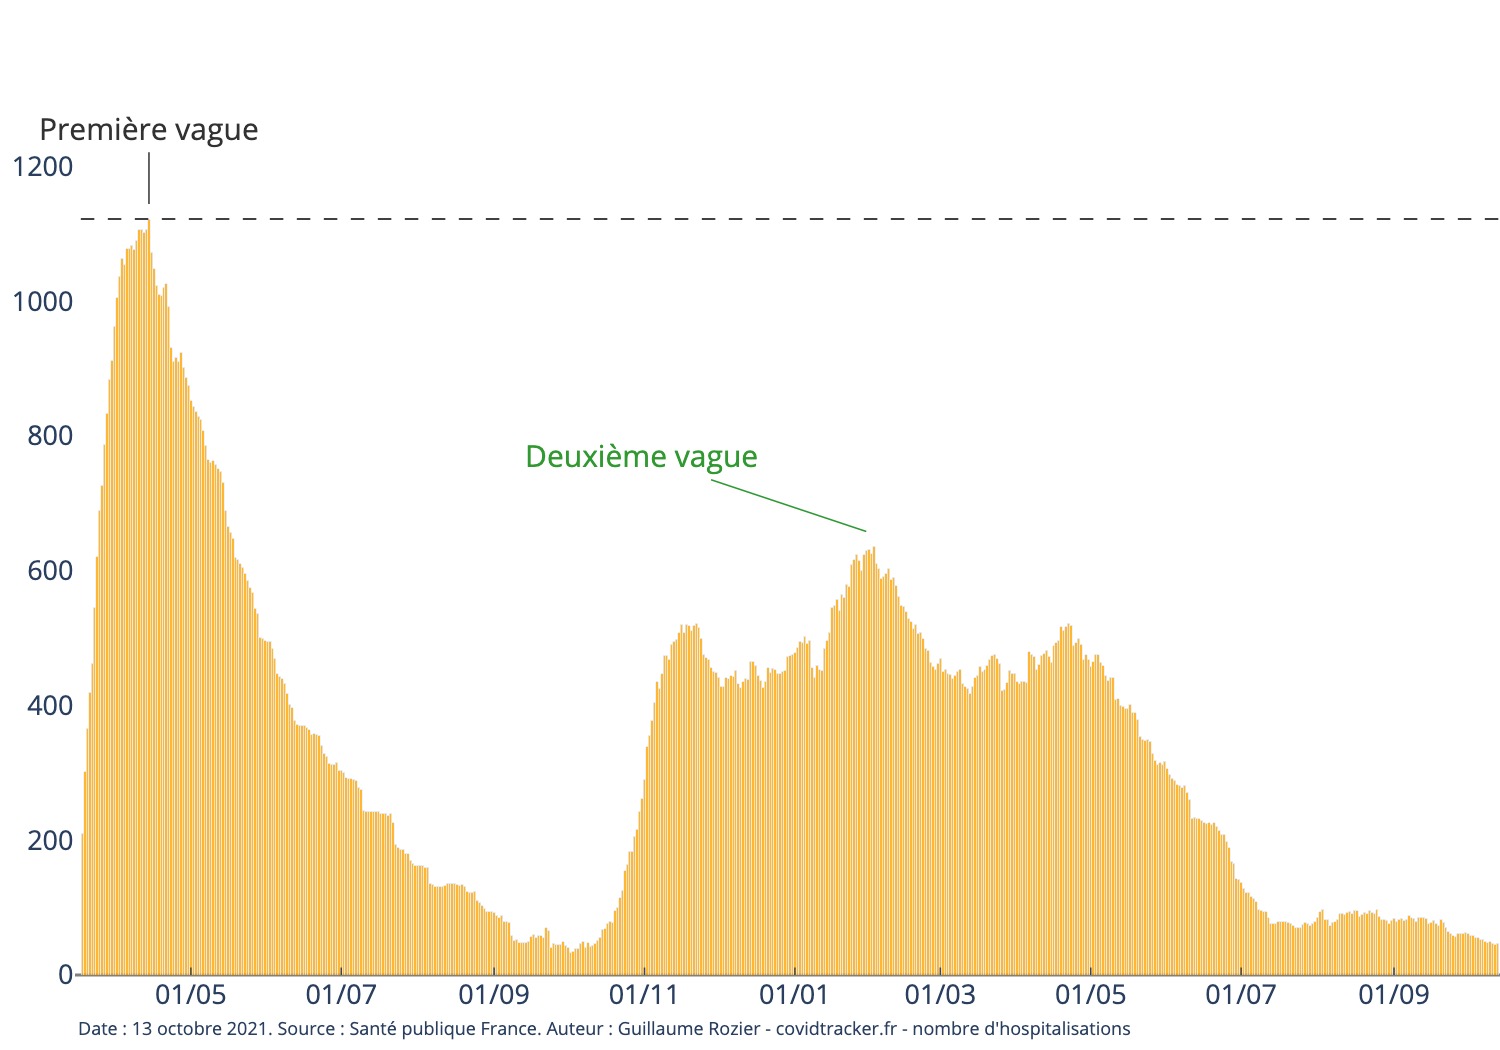 Première vague
1200
1000
800
Deuxième vague
600
400
200
0
01/05 01/07 01/09 01/11 01/01 01/03 01/05 01/07 01/09
Date : 13 octobre 2021. Source : Santé publique France. Auteur : Guillaume Rozier - covidtracker.fr - nombre d'hospitalisations